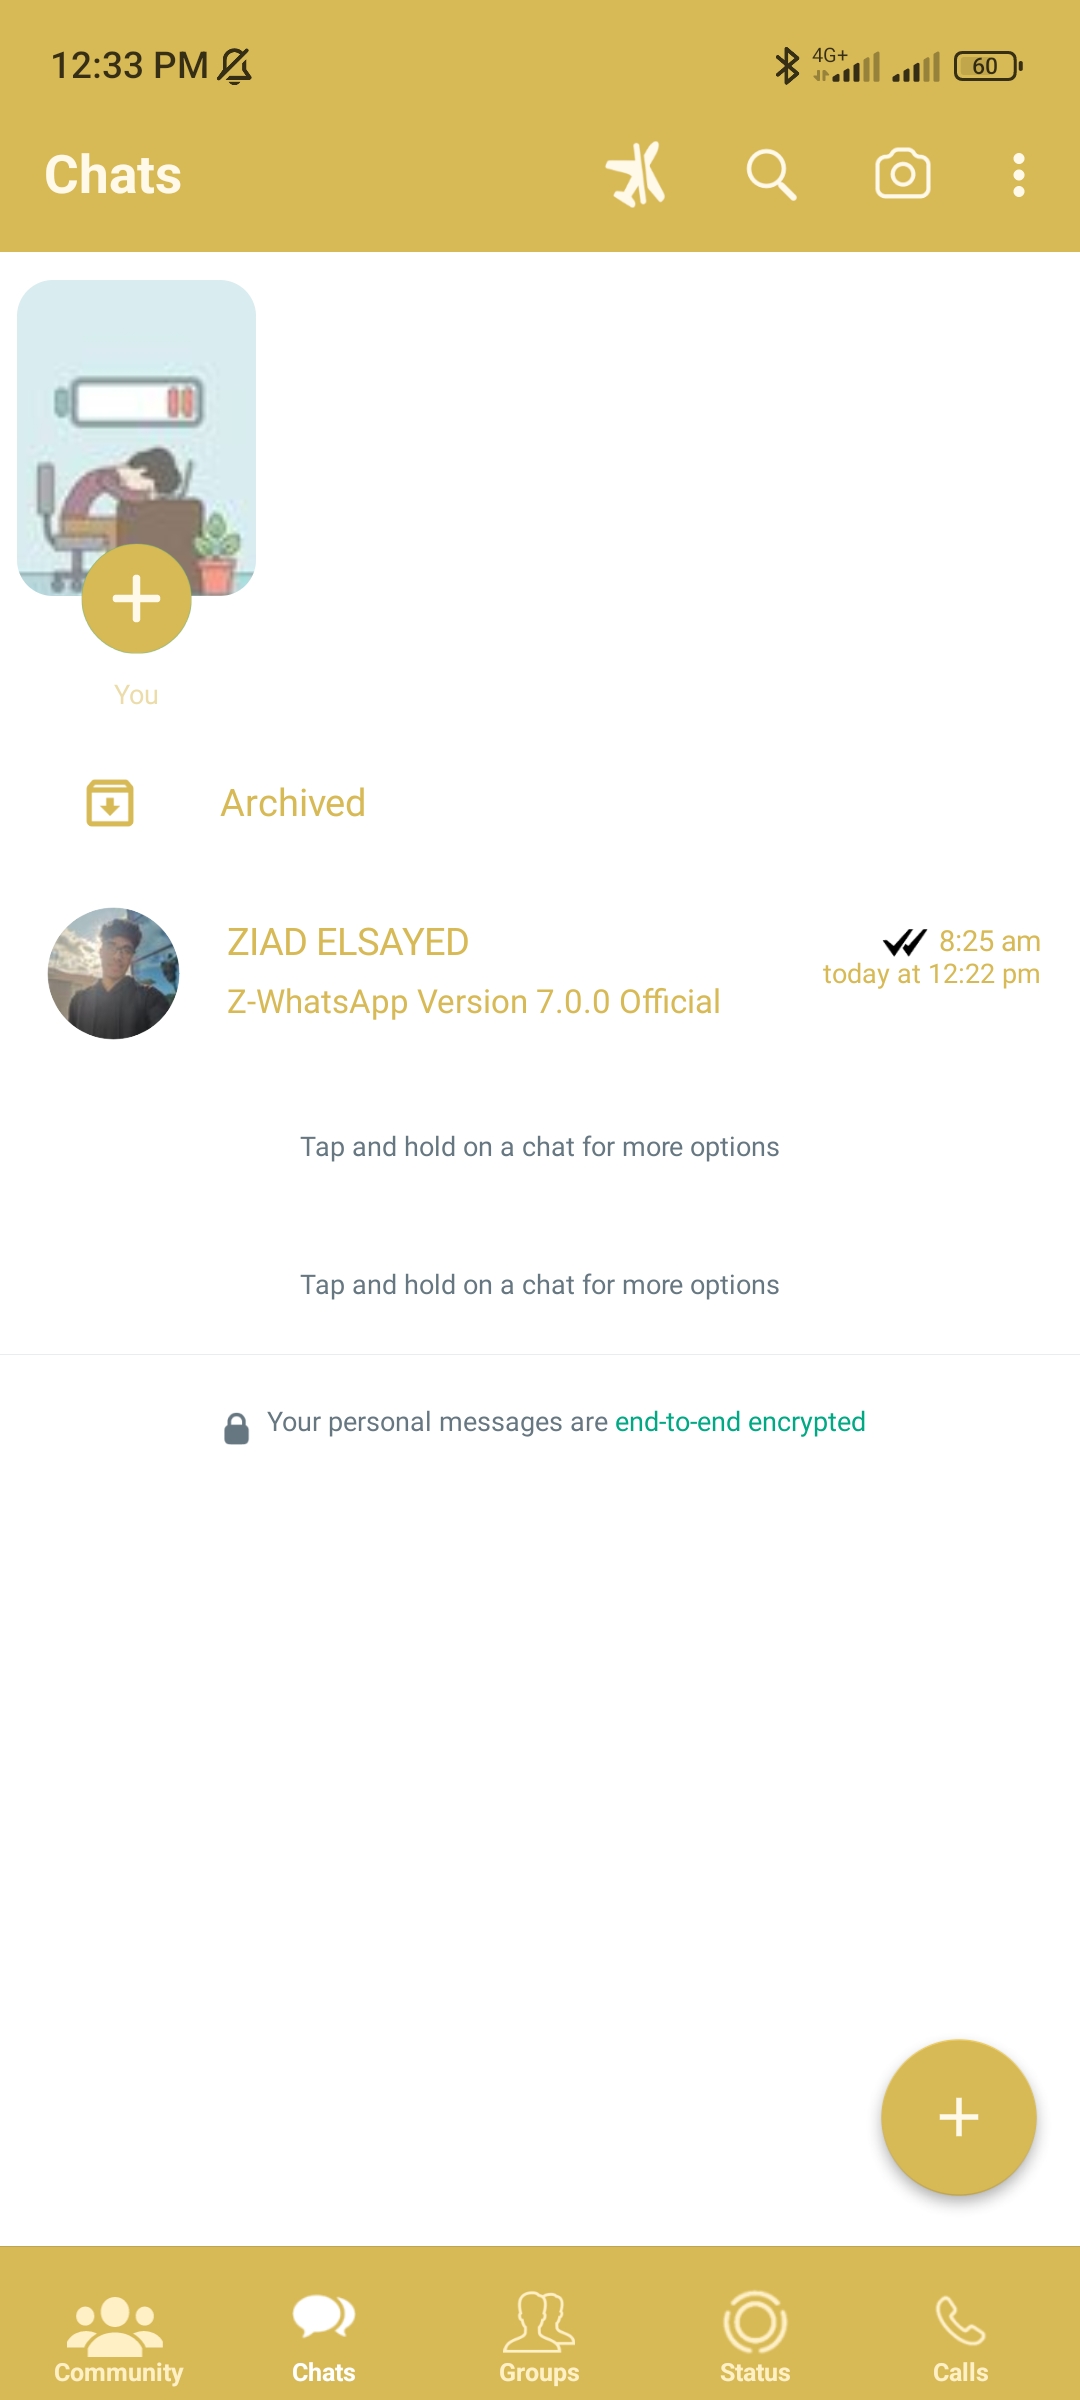 12:33 PM
4G+
60
Chats
You
Archived
ZIAD ELSAYED
8:25 am
today at 12:22 pm
Z-WhatsApp Version 7.0.0 Official
Tap and hold on a chat for more options
Tap and hold on a chat for more options
Your personal messages are end-to-end encrypted
Community
Chats
Groups
Status
Calls